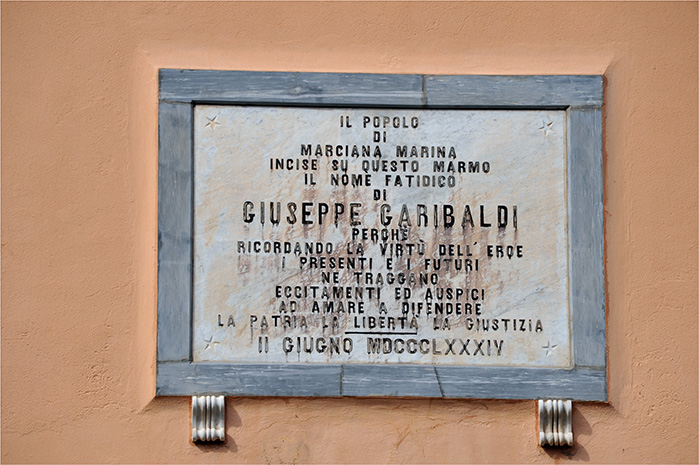 IL POPOLO
DI
MARCIANA MARINA
INCISE SU QUESTO MARMO
IL NOME FATIDICO
DI
GIUSEPPE GARIBALDI
PERCHÈ
RICORDANDO LA VIRTÙ DELL'EROE
I PRESENTI E I FUTURI
NE TRAGGANO
ECCITAMENTI ED AUSPICI
AD AMARE A DIFENDERE
LA PATRIA LA LIBERTÀ LA GIUSTIZIA
II GIUGNO MDCCCLXXXIV